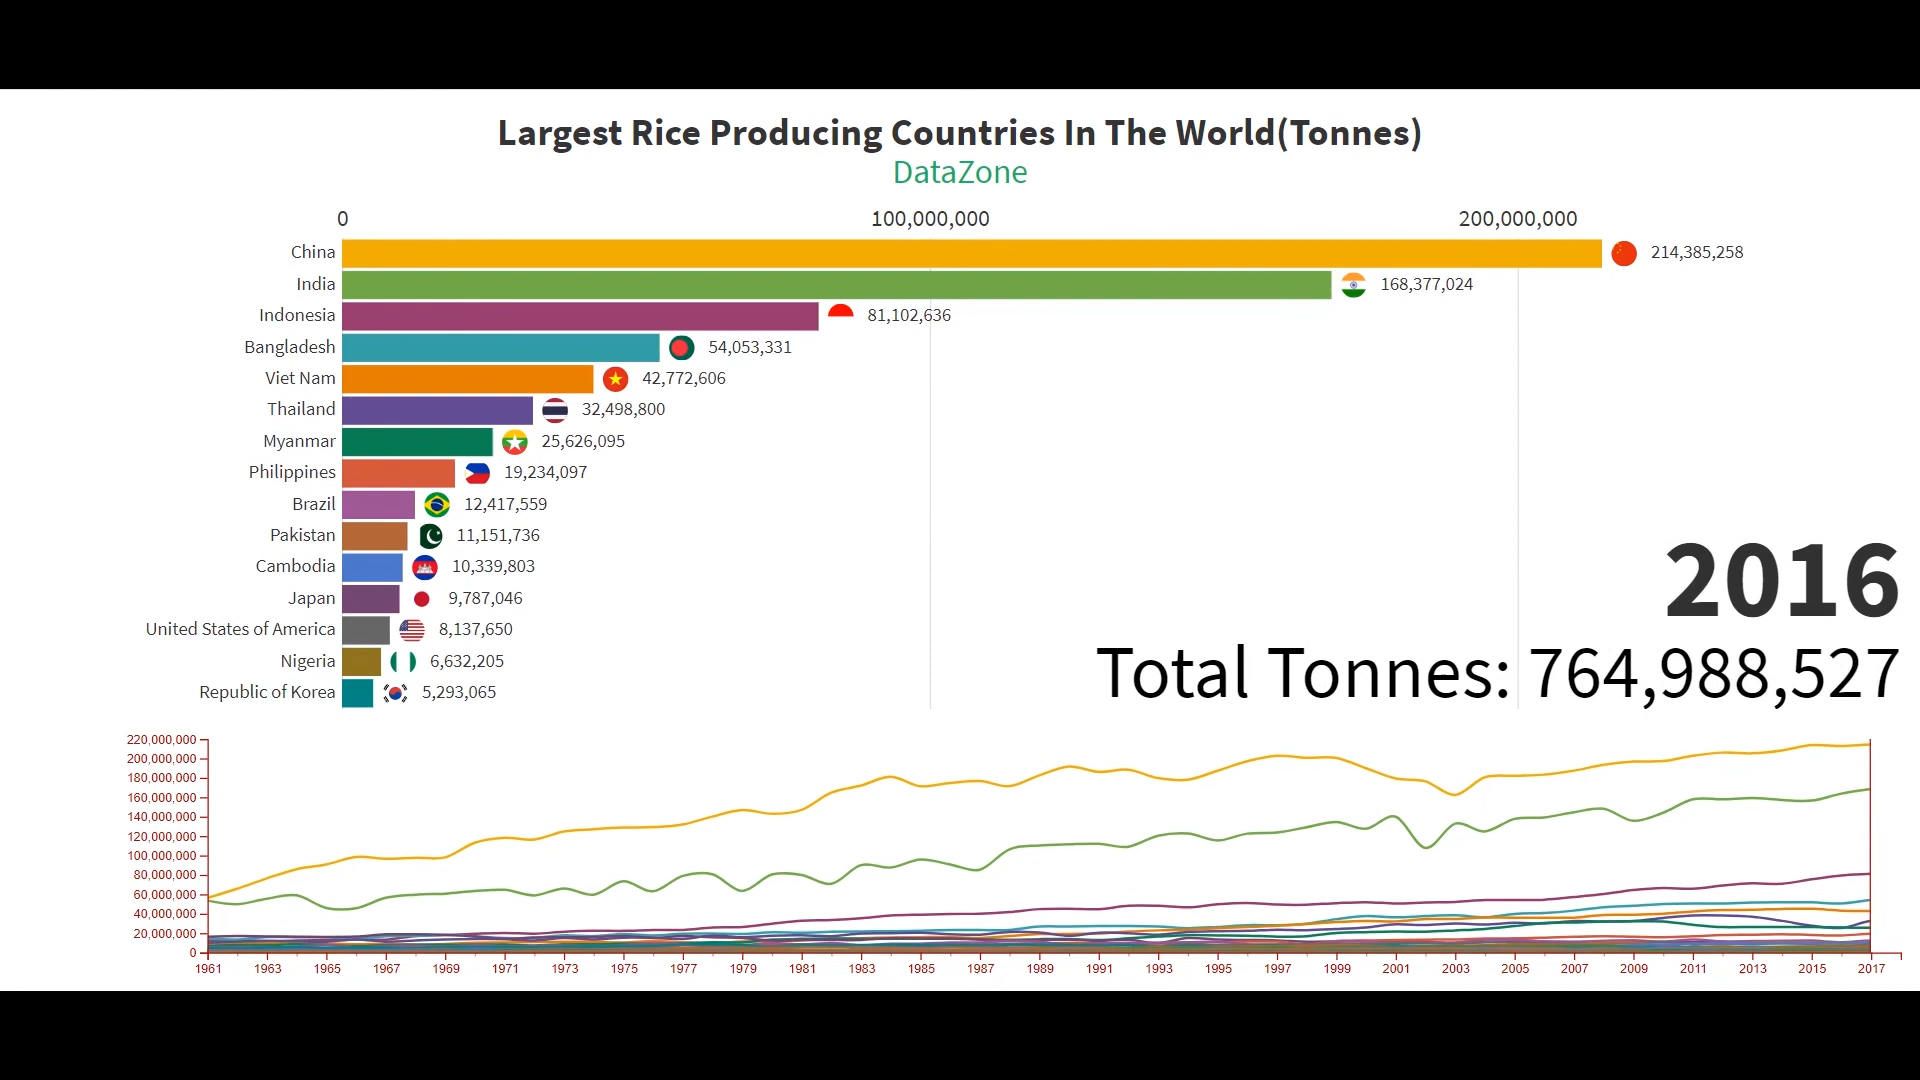 Largest Rice Producing Countries In The World(Tonnes)
DataZone
0 100,000,000 200,000,000
China 214,385,258
India 168,377,024
Indonesia 81,102,636
Bangladesh 54,053,331
Viet Nam 42,772,606
Thailand 32,498,800
Myanmar 25,626,095
Philippines 19,234,097
Brazil 12,417,559
Pakistan 11,151,736
Cambodia 10,339,803
Japan 9,787,046
United States of America 8,137,650
Nigeria 6,632,205
Republic of Korea 5,293,065
2016
Total Tonnes: 764,988,527
220,000,000
200,000,000
180,000,000
160,000,000
140,000,000
120,000,000
100,000,000
80,000,000
60,000,000
40,000,000
20,000,000
0
1961 1963 1965 1967 1969 1971 1973 1975 1977 1979 1981 1983 1985 1987 1989 1991 1993 1995 1997 1999 2001 2003 2005 2007 2009 2011 2013 2015 2017